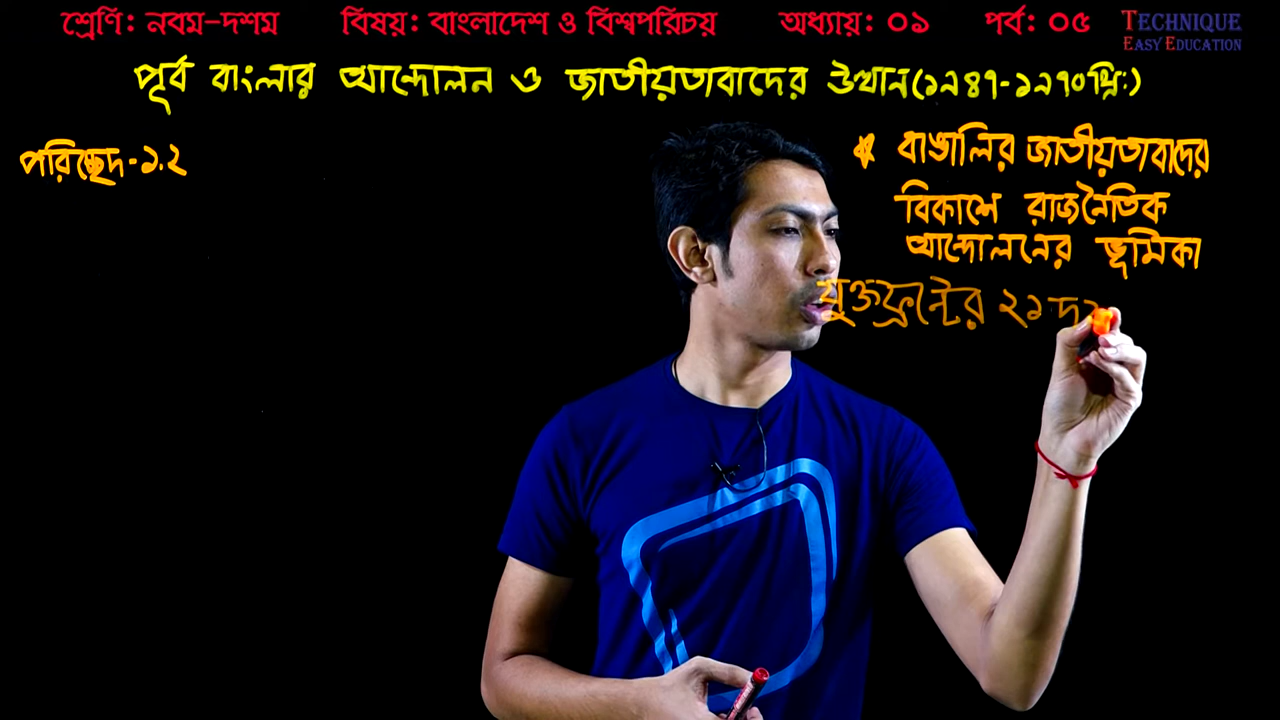 শ্রেণি: নবম-দশম বিষয়: বাংলাদেশ ও বিশ্বপরিচয় অধ্যায়: ০১ পর্ব: ০৫
TECHNIQUE
EASY EDUCATION
পূর্ব বাংলার আন্দোলন ও জাতীয়তাবাদের উত্থান(১৯৪৭-১৯৭০খ্রি:)
পরিচ্ছেদ-১.২
* বাঙালির জাতীয়তাবাদের
বিকাশে রাজনৈতিক
আন্দোলনের ভূমিকা
যুক্তফ্রন্টের ২১ দ